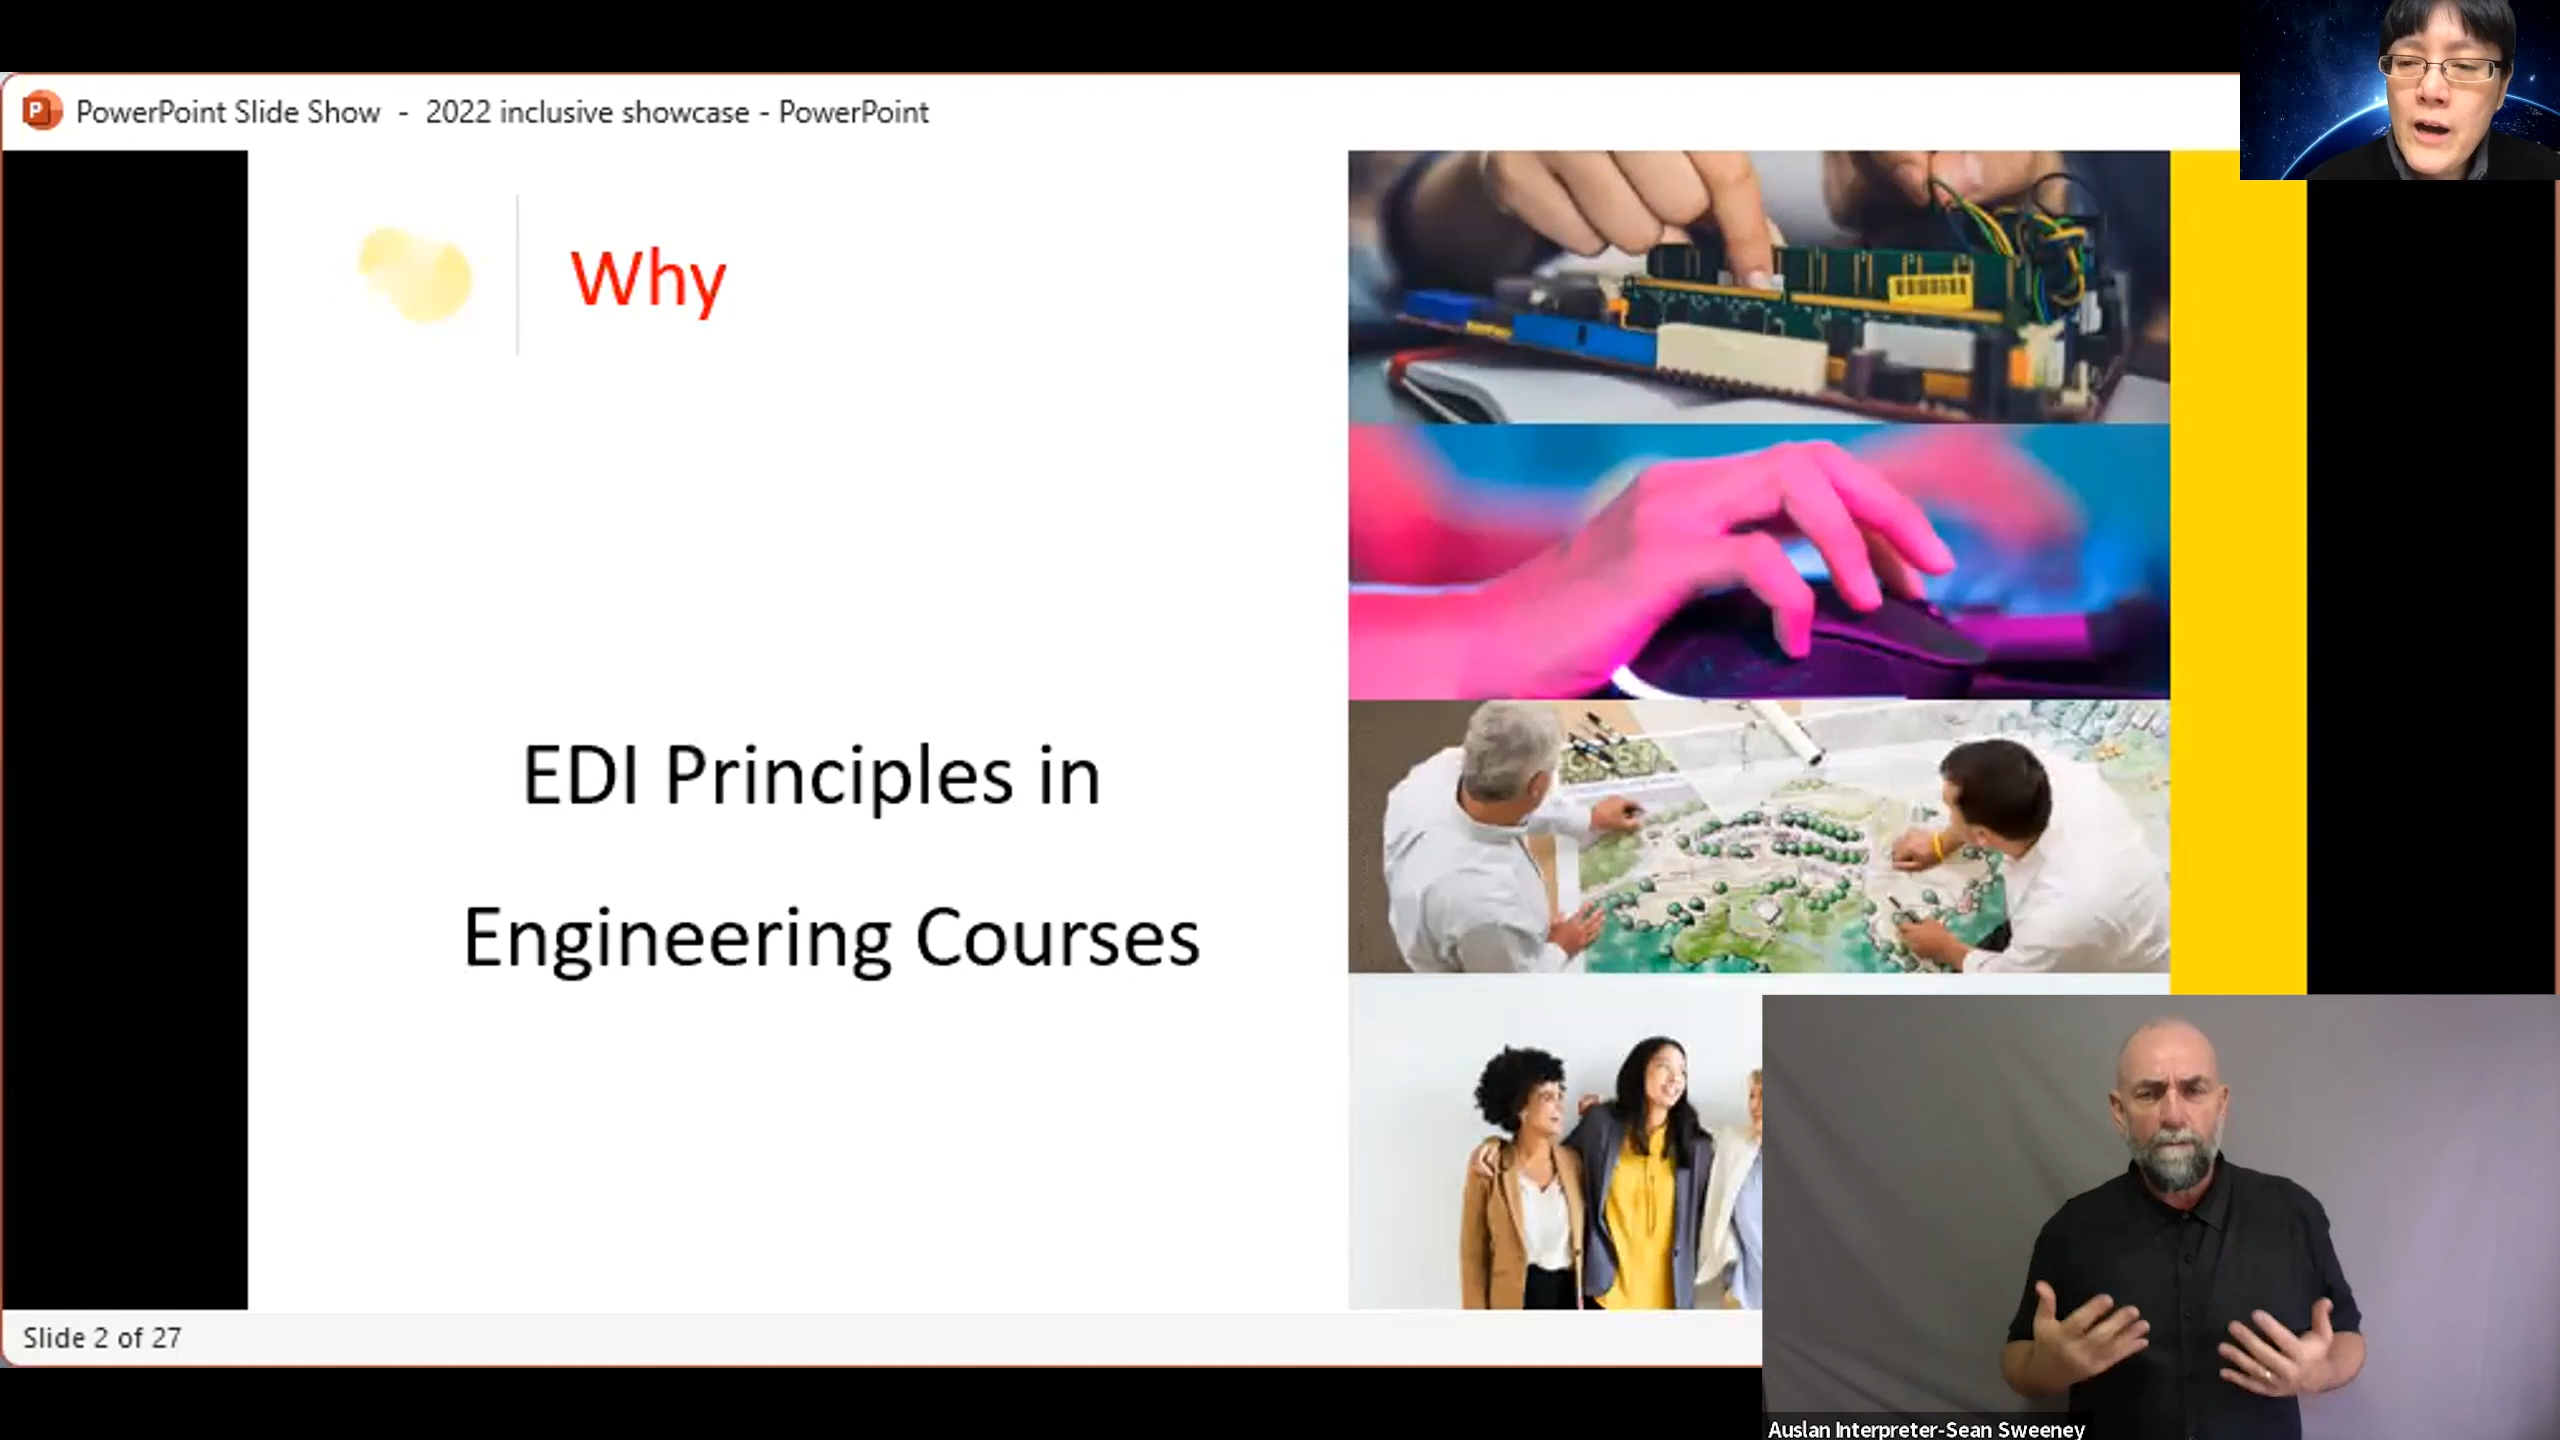 PowerPoint Slide Show - 2022 inclusive showcase - PowerPoint
Why
EDI Principles in
Engineering Courses
Slide 2 of 27
Auslan Interpreter-Sean Sweeney